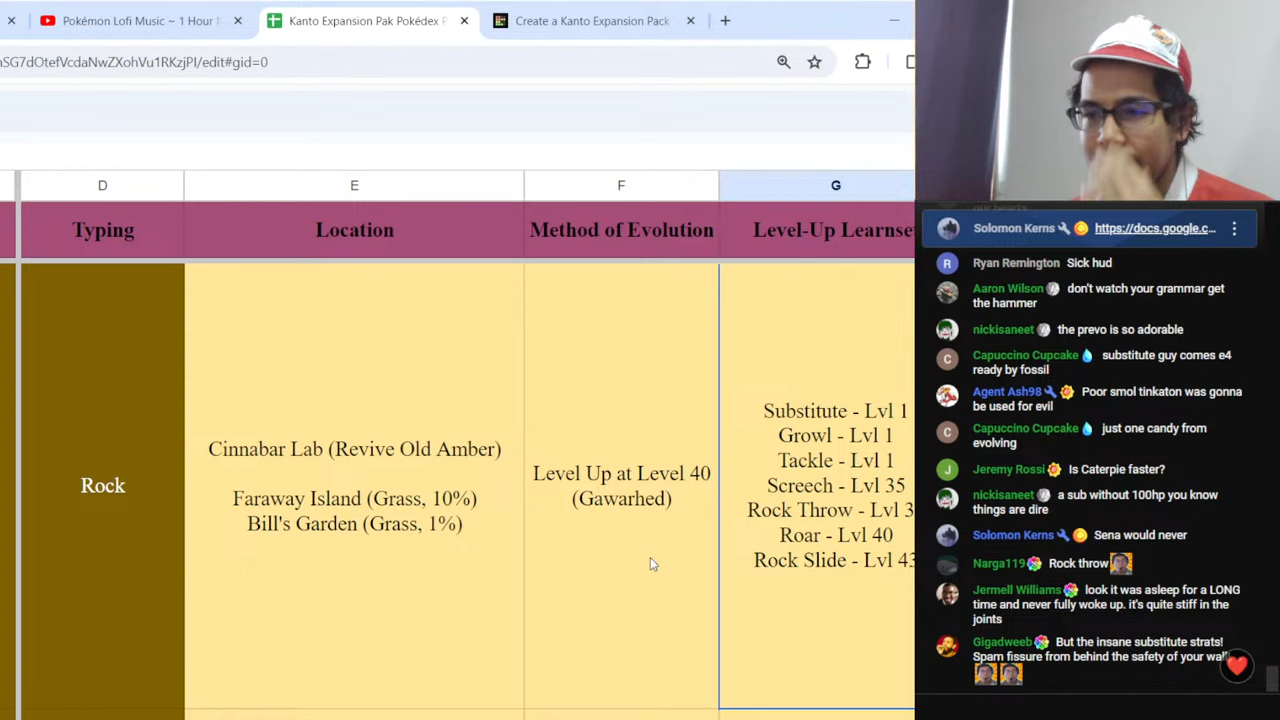 Pokémon Lofi Music ~ 1 Hour
Kanto Expansion Pak Pokédex
Create a Kanto Expansion Pack
nSG7dOtefVcdaNwZXohVu1RKzjPI/edit#gid=0
D
E
F
G
Typing
Location
Method of Evolution
Level-Up Learnset
Rock
Cinnabar Lab (Revive Old Amber)
Faraway Island (Grass, 10%)
Bill's Garden (Grass, 1%)
Level Up at Level 40
(Gawarhed)
Substitute - Lvl 1
Growl - Lvl 1
Tackle - Lvl 1
Screech - Lvl 35
Rock Throw - Lvl 3
Roar - Lvl 40
Rock Slide - Lvl 43
Solomon Kerns https://docs.google.c...
Ryan Remington Sick hud
Aaron Wilson don't watch your grammar get
the hammer
nickisaneet the prevo is so adorable
Capuccino Cupcake substitute guy comes e4
ready by fossil
Agent Ash98 Poor smol tinkaton was gonna
be used for evil
Capuccino Cupcake just one candy from
evolving
Jeremy Rossi Is Caterpie faster?
nickisaneet a sub without 100hp you know
things are dire
Solomon Kerns Sena would never
Narga119 Rock throw
Jermell Williams look it was asleep for a LONG
time and never fully woke up. it's quite stiff in the
joints
Gigadweeb But the insane substitute strats!
Spam fissure from behind the safety of your wall